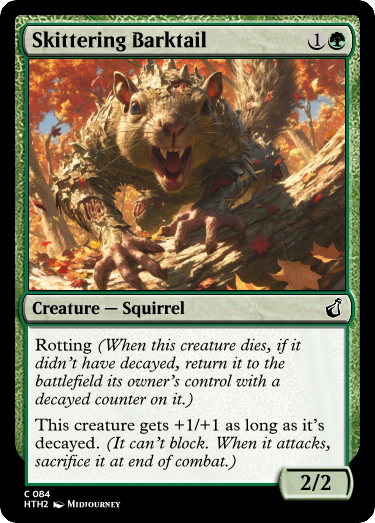 Skittering Barktail 1
Creature — Squirrel
Rotting (When this creature dies, if it
didn't have decayed, return it to the
battlefield its owner's control with a
decayed counter on it.)
This creature gets +1/+1 as long as it's
decayed. (It can't block. When it attacks,
sacrifice it at end of combat.)
2/2
C 084
HTH2 Midjourney